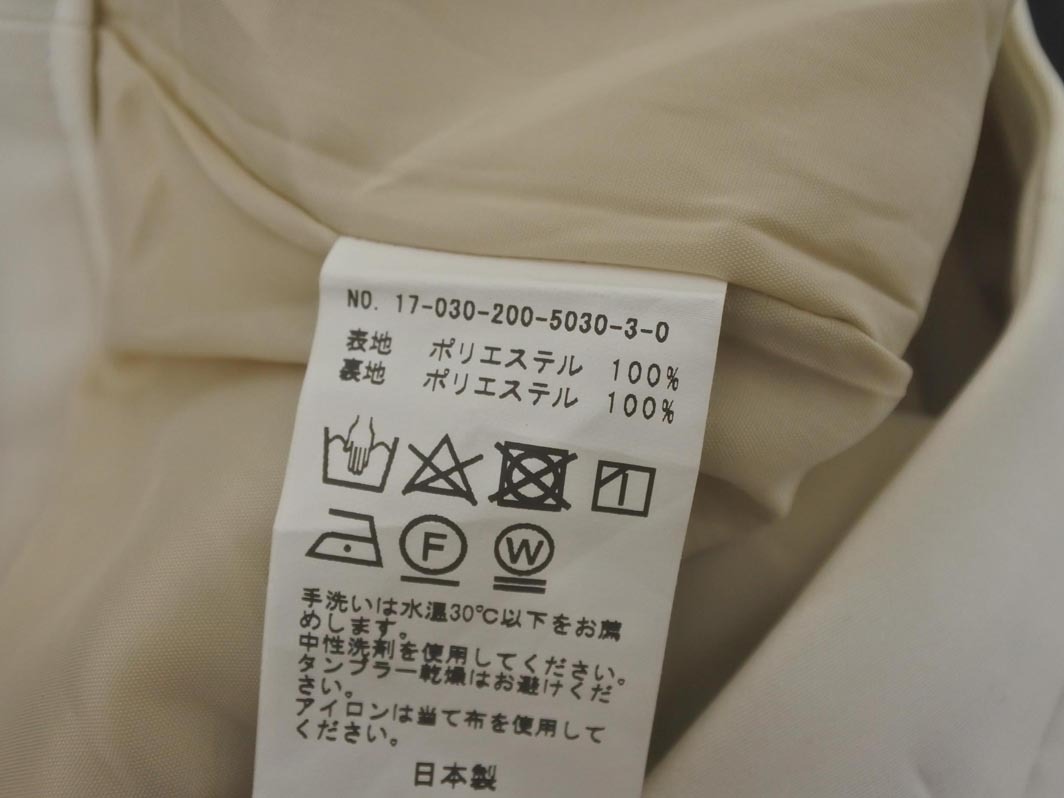 NO. 17-030-200-5030-3-0
表地 ポリエステル 100%
裏地 ポリエステル 100%
F W
手洗いは水温30℃以下をお薦
めします。
中性洗剤を使用してください。
タンブラー乾燥はお避けくだ
さい。
アイロンは当て布を使用して
ください。
日本製